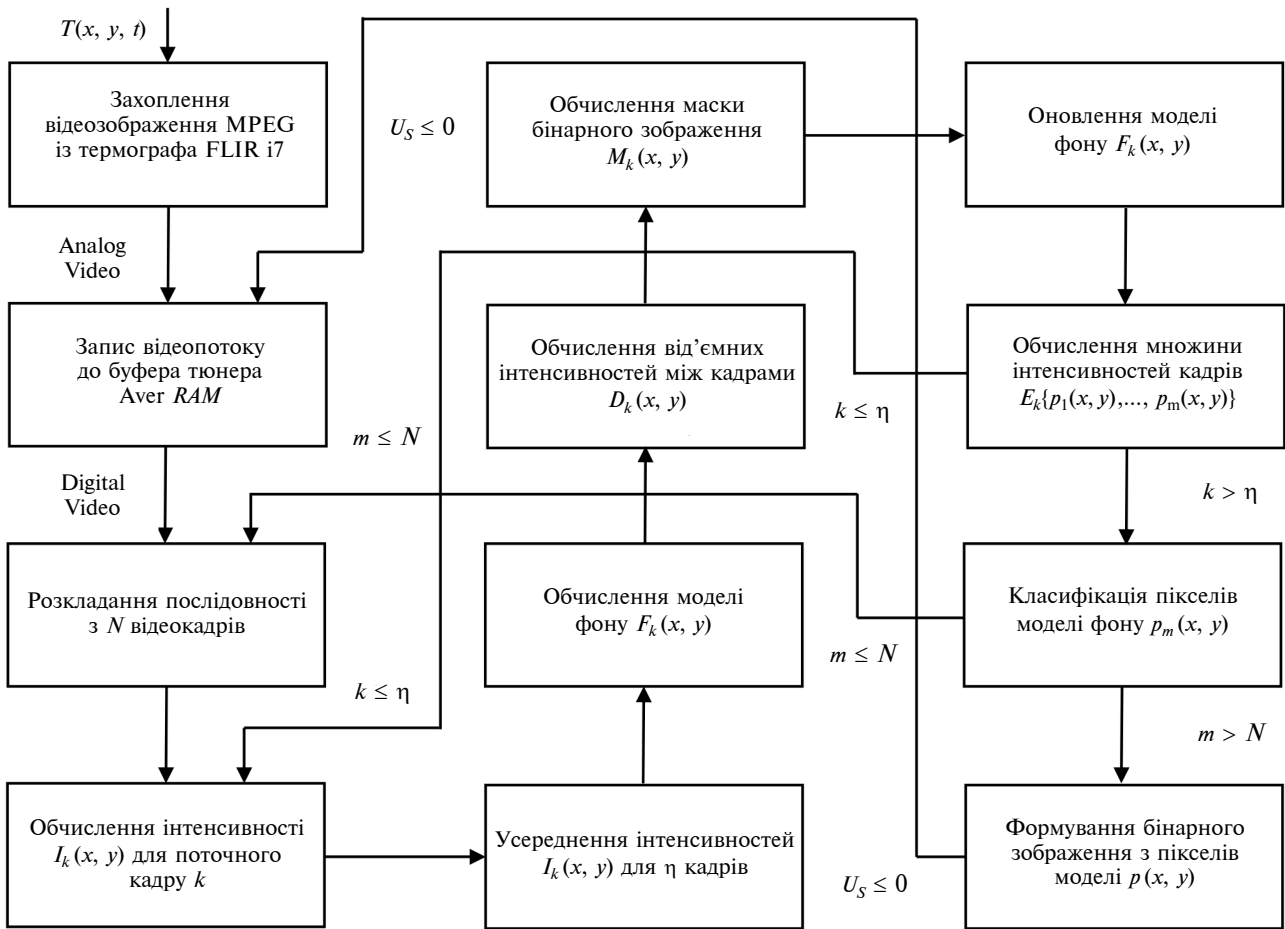 T(x, y, t)
Захоплення
відеозображення MPEG
із термографа FLIR i7
Analog
Video
Запис відеопотоку
до буфера тюнера
Aver RAM
Digital
Video
Розкладання послідовності
з N відеокадрів
Обчислення інтенсивності
I_k(x, y) для поточного
кадру k
U_S ≤ 0
m ≤ N
k ≤ η
Обчислення маски
бінарного зображення
M_k(x, y)
Обчислення від’ємних
інтенсивностей між кадрами
D_k(x, y)
Обчислення моделі
фону F_k(x, y)
Усереднення інтенсивностей
I_k(x, y) для η кадрів
k ≤ η
m ≤ N
U_S ≤ 0
Оновлення моделі
фону F_k(x, y)
Обчислення множини
інтенсивностей кадрів
E_k{p_1(x, y),..., p_m(x, y)}
k > η
Класифікація пікселів
моделі фону p_m(x, y)
m > N
Формування бінарного
зображення з пікселів
моделі p(x, y)